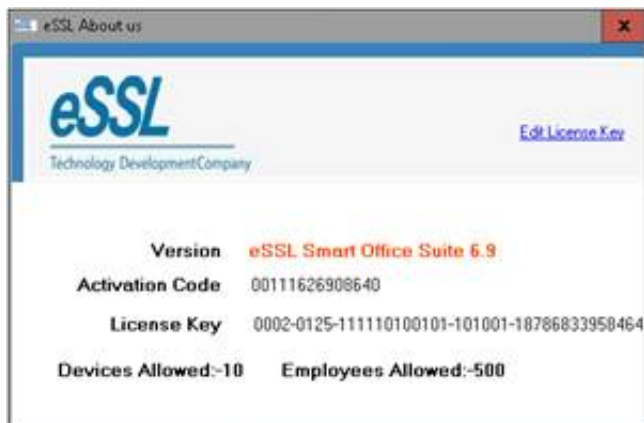 eSSL About us
x
eSSL
Technology DevelopmentCompany
Edit License Key
Version eSSL Smart Office Suite 6.9
Activation Code 00111626908640
License Key 0002-0125-111110100101-101001-18786833958464
Devices Allowed:-10 Employees Allowed:-500